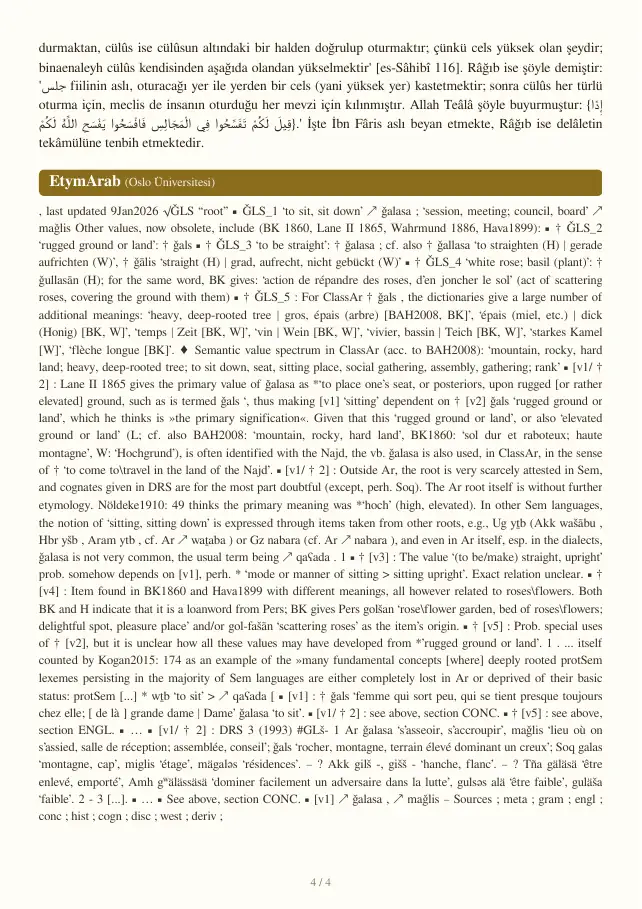 durmaktan, cülûs ise cülûsun altındaki bir halden doğrulup oturmaktır; çünkü cels yüksek olan şeydir;
binaenaleyh cülûs kendisinden aşağıda olandan yükselmektir' [es-Sâhibî 116]. Râğıb ise şöyle demiştir:
'جلس fiilinin aslı, oturacağı yer ile yerden bir cels (yani yüksek yer) kastetmektir; sonra cülûs her türlü
oturma için, meclis de insanın oturduğu her mevzi için kılınmıştır. Allah Teâlâ şöyle buyurmuştur: {إِذَا
قِيلَ لَكُمْ تَفَسَّحُوا فِي الْمَجَالِسِ فَافْسَحُوا يَفْسَحِ اللَّهُ لَكُمْ}.' İşte İbn Fâris aslı beyan etmekte, Râğıb ise delâletin
tekâmülüne tenbih etmektedir.
EtymArab (Oslo Üniversitesi)
, last updated 9Jan2026 √ǦLS “root” ▪ ǦLS_1 ‘to sit, sit down’ ↗ ǧalasa ; ‘session, meeting; council, board’ ↗
maǧlis Other values, now obsolete, include (BK 1860, Lane II 1865, Wahrmund 1886, Hava1899): ▪ † ǦLS_2
‘rugged ground or land’: † ǧals ▪ † ǦLS_3 ‘to be straight’: † ǧalasa ; cf. also † ǧallasa ‘to straighten (H) | gerade
aufrichten (W)’, † ǧālis ‘straight (H) | grad, aufrecht, nicht gebückt (W)’ ▪ † ǦLS_4 ‘white rose; basil (plant)’: †
ǧullasān (H); for the same word, BK gives: ‘action de répandre des roses, d’en joncher le sol’ (act of scattering
roses, covering the ground with them) ▪ † ǦLS_5 : For ClassAr † ǧals , the dictionaries give a large number of
additional meanings: ‘heavy, deep-rooted tree | gros, épais (arbre) [BAH2008, BK]’, ‘épais (miel, etc.) | dick
(Honig) [BK, W]’, ‘temps | Zeit [BK, W]’, ‘vin | Wein [BK, W]’, ‘vivier, bassin | Teich [BK, W]’, ‘starkes Kamel
[W]’, ‘flèche longue [BK]’. ♦ Semantic value spectrum in ClassAr (acc. to BAH2008): ‘mountain, rocky, hard
land; heavy, deep-rooted tree; to sit down, seat, sitting place, social gathering, assembly, gathering; rank’ ▪ [v1/ †
2] : Lane II 1865 gives the primary value of ǧalasa as *‘to place one’s seat, or posteriors, upon rugged [or rather
elevated] ground, such as is termed ǧals ‘, thus making [v1] ‘sitting’ dependent on † [v2] ǧals ‘rugged ground or
land’, which he thinks is »the primary signification«. Given that this ‘rugged ground or land’, or also ‘elevated
ground or land’ (L; cf. also BAH2008: ‘mountain, rocky, hard land’, BK1860: ‘sol dur et raboteux; haute
montagne’, W: ‘Hochgrund’), is often identified with the Najd, the vb. ǧalasa is also used, in ClassAr, in the sense
of † ‘to come to\travel in the land of the Najd’. ▪ [v1/ † 2] : Outside Ar, the root is very scarcely attested in Sem,
and cognates given in DRS are for the most part doubtful (except, perh. Soq). The Ar root itself is without further
etymology. Nöldeke1910: 49 thinks the primary meaning was *‘hoch’ (high, elevated). In other Sem languages,
the notion of ‘sitting, sitting down’ is expressed through items taken from other roots, e.g., Ug yṯb (Akk wašābu ,
Hbr yšb , Aram ytb , cf. Ar ↗ waṯaba ) or Gz nabara (cf. Ar ↗ nabara ), and even in Ar itself, esp. in the dialects,
ǧalasa is not very common, the usual term being ↗ qaʕada . 1 ▪ † [v3] : The value ‘(to be/make) straight, upright’
prob. somehow depends on [v1], perh. * ‘mode or manner of sitting > sitting upright’. Exact relation unclear. ▪ †
[v4] : Item found in BK1860 and Hava1899 with different meanings, all however related to roses\flowers. Both
BK and H indicate that it is a loanword from Pers; BK gives Pers golšan ‘rose\flower garden, bed of roses\flowers;
delightful spot, pleasure place’ and/or gol-fašān ‘scattering roses’ as the item’s origin. ▪ † [v5] : Prob. special uses
of † [v2], but it is unclear how all these values may have developed from *’rugged ground or land’. 1 . ... itself
counted by Kogan2015: 174 as an example of the »many fundamental concepts [where] deeply rooted protSem
lexemes persisting in the majority of Sem languages are either completely lost in Ar or deprived of their basic
status: protSem [...] * wṯb ‘to sit’ > ↗ qaʕada [ ▪ [v1] : † ǧals ‘femme qui sort peu, qui se tient presque toujours
chez elle; [ de là ] grande dame | Dame’ ǧalasa ‘to sit’. ▪ [v1/ † 2] : see above, section CONC. ▪ † [v5] : see above,
section ENGL. ▪ … ▪ [v1/ † 2] : DRS 3 (1993) #GLš- 1 Ar ǧalasa ‘s’asseoir, s’accroupir’, maǧlis ‘lieu où on
s’assied, salle de réception; assemblée, conseil’; ǧals ‘rocher, montagne, terrain élevé dominant un creux’; Soq galas
‘montagne, cap’, miglis ‘étage’, mägaləs ‘résidences’. – ? Akk gilš -, gišš - ‘hanche, flanc’. – ? Tña gäläsä ‘être
enlevé, emporté’, Amh gʷälässäsä ‘dominer facilement un adversaire dans la lutte’, gulsəs alä ‘être faible’, guläša
‘faible’. 2 - 3 [...]. ▪ … ▪ See above, section CONC. ▪ [v1] ↗ ǧalasa , ↗ maǧlis – Sources ; meta ; gram ; engl ;
conc ; hist ; cogn ; disc ; west ; deriv ;
4 / 4